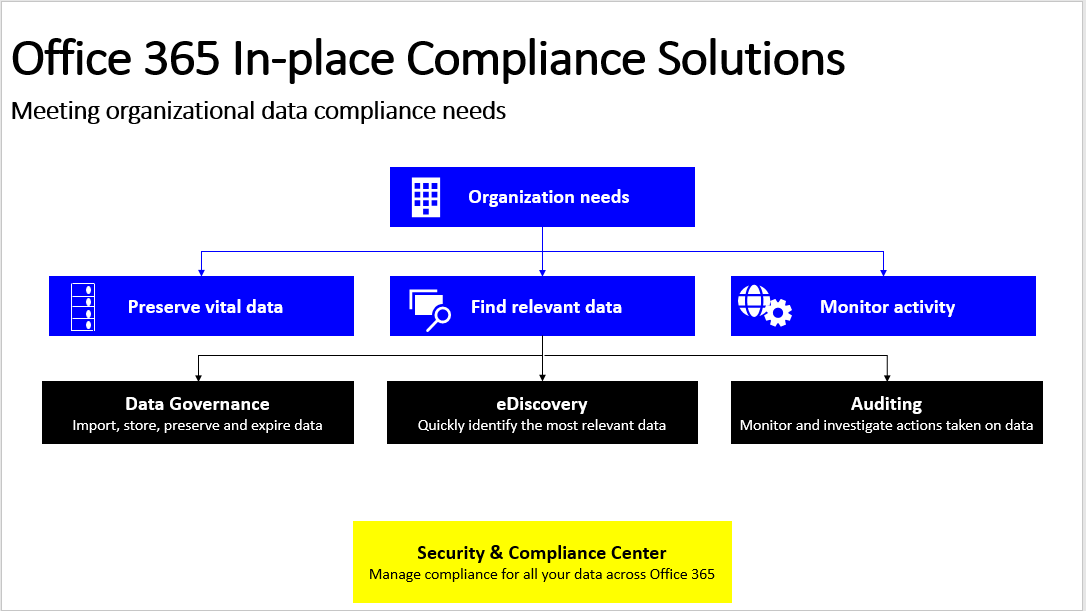 Office 365 In-place Compliance Solutions
Meeting organizational data compliance needs
Organization needs
Preserve vital data
Find relevant data
Monitor activity
Data Governance
Import, store, preserve and expire data
eDiscovery
Quickly identify the most relevant data
Auditing
Monitor and investigate actions taken on data
Security & Compliance Center
Manage compliance for all your data across Office 365